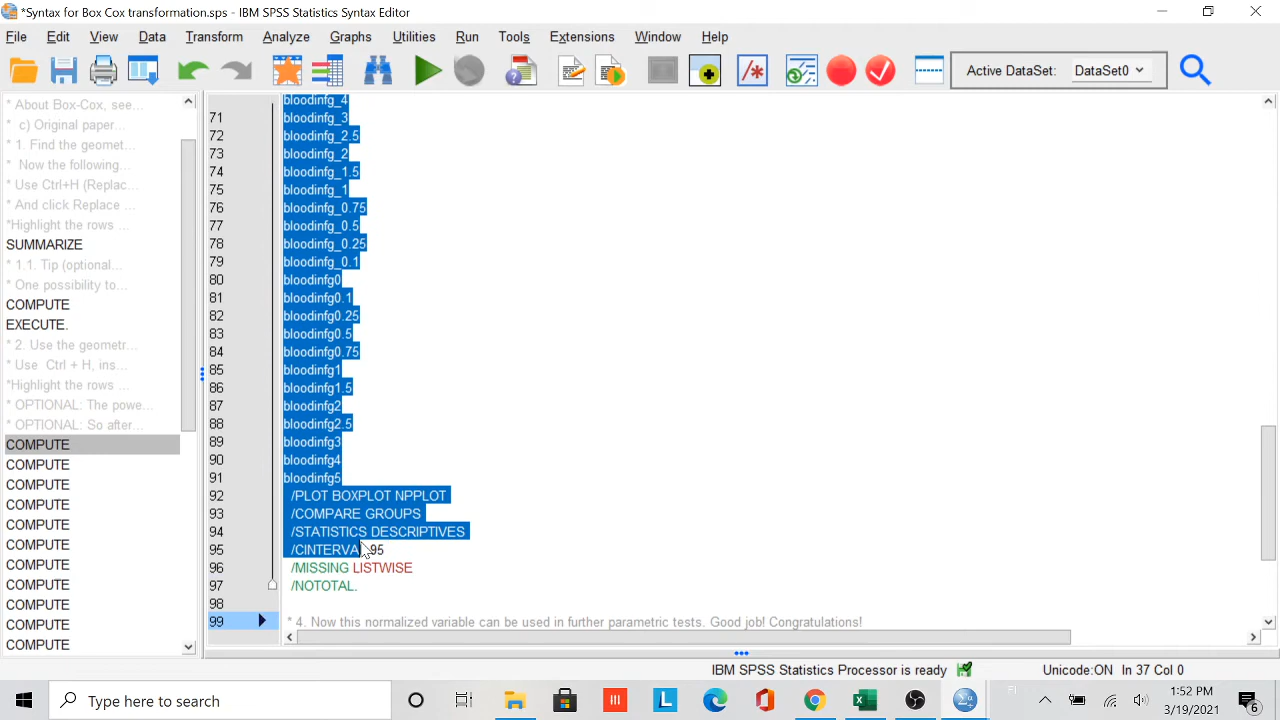 *Syntax for Box Cox transformation.sps - IBM SPSS Statistics Syntax Editor
File Edit View Data Transform Analyze Graphs Utilities Run Tools Extensions Window Help
Active DataSet: DataSet0
* About Box-Cox, see...
* c) Original paper...
* 1. Find the geomet...
* Now the following...
* Use Ctrl+H (Replac...
* And click Replace ...
*Highlight the rows ...
SUMMARIZE
* 1.1. Tip (optional...
* One possibility to...
COMPUTE
EXECUTE.
* 2. Use the geometr...
* Use Ctrl + H, ins...
*Highlight the rows ...
* OPTIONAL: The powe...
* OPTIONAL: So after...
COMPUTE
COMPUTE
COMPUTE
COMPUTE
COMPUTE
COMPUTE
COMPUTE
COMPUTE
COMPUTE
COMPUTE
COMPUTE
bloodinfg_4
71 bloodinfg_3
72 bloodinfg_2.5
73 bloodinfg_2
74 bloodinfg_1.5
75 bloodinfg_1
76 bloodinfg_0.75
77 bloodinfg_0.5
78 bloodinfg_0.25
79 bloodinfg_0.1
80 bloodinfg0
81 bloodinfg0.1
82 bloodinfg0.25
83 bloodinfg0.5
84 bloodinfg0.75
85 bloodinfg1
86 bloodinfg1.5
87 bloodinfg2
88 bloodinfg2.5
89 bloodinfg3
90 bloodinfg4
91 bloodinfg5
92 /PLOT BOXPLOT NPPLOT
93 /COMPARE GROUPS
94 /STATISTICS DESCRIPTIVES
95 /CINTERVAL 95
96 /MISSING LISTWISE
97 /NOTOTAL.
98
99 * 4. Now this normalized variable can be used in further parametric tests. Good job! Congratulations!
IBM SPSS Statistics Processor is ready Unicode:ON In 37 Col 0
Type here to search
1:52 PM
3/19/2021
6